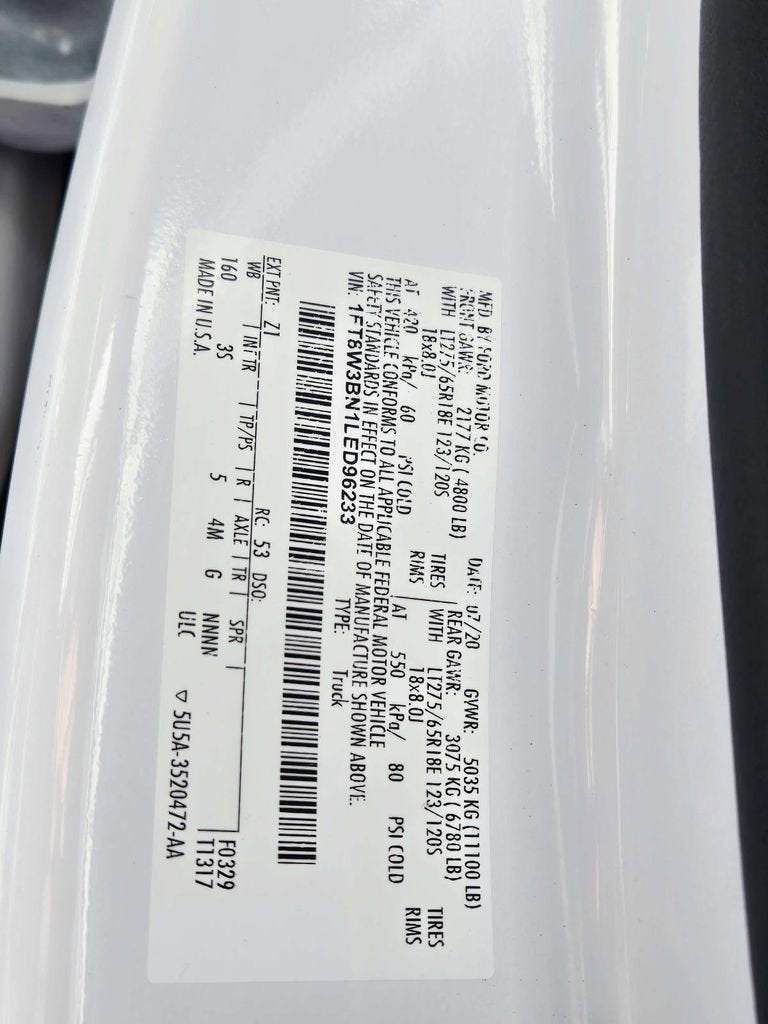 MFD. BY FORD MOTOR CO.
DATE: 07/20 GVWR: 5035 KG (11100 LB)
FRONT GAWR: 2177 KG ( 4800 LB) REAR GAWR: 3075 KG ( 6780 LB)
WITH LT275/65R18E 123/120S TIRES WITH LT275/65R18E 123/120S TIRES
18x8.0J RIMS 18x8.0J RIMS
AT 420 kPa/ 60 PSI COLD AT 550 kPa/ 80 PSI COLD
THIS VEHICLE CONFORMS TO ALL APPLICABLE FEDERAL MOTOR VEHICLE
SAFETY STANDARDS IN EFFECT ON THE DATE OF MANUFACTURE SHOWN ABOVE.
VIN: 1FT8W3BN1LED96233 TYPE: Truck
EXT PNT: Z1 RC: 53 DSO:
WB | INT TR | TP/PS | R | AXLE | TR | SPR | F0329
160 3S 5 4M G NNNN T1317
MADE IN U.S.A. ULC ▽ 5U5A-3520472-AA